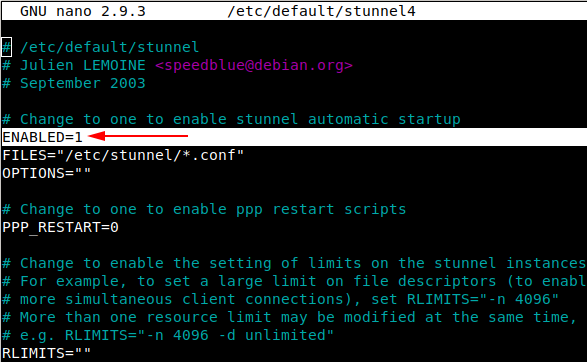 GNU nano 2.9.3 /etc/default/stunnel4
# /etc/default/stunnel
# Julien LEMOINE <speedblue@debian.org>
# September 2003
# Change to one to enable stunnel automatic startup
ENABLED=1
FILES="/etc/stunnel/*.conf"
OPTIONS=""
# Change to one to enable ppp restart scripts
PPP_RESTART=0
# Change to enable the setting of limits on the stunnel instances
# For example, to set a large limit on file descriptors (to enabl
# more simultaneous client connections), set RLIMITS="-n 4096"
# More than one resource limit may be modified at the same time,
# e.g. RLIMITS="-n 4096 -d unlimited"
RLIMITS=""